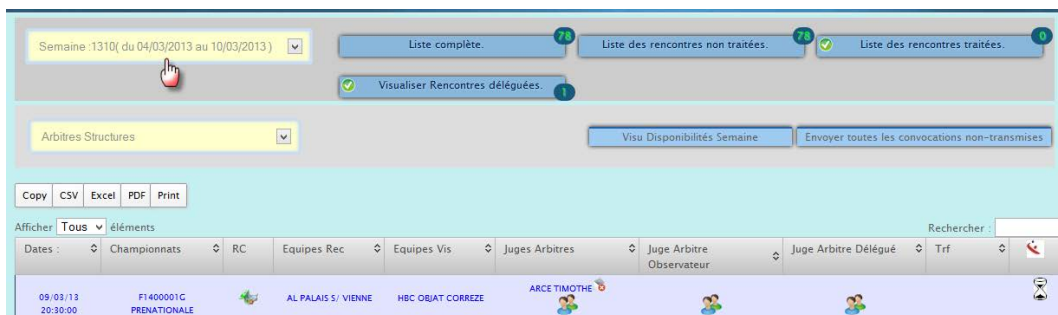 Semaine :1310( du 04/03/2013 au 10/03/2013 )
Liste complète. 78
Liste des rencontres non traitées. 78
Liste des rencontres traitées. 0
Visualiser Rencontres déléguées. 1
Arbitres Structures
Visu Disponibilités Semaine
Envoyer toutes les convocations non-transmises
Copy CSV Excel PDF Print
Afficher Tous éléments
Rechercher :
Dates : Championnats RC Equipes Rec Equipes Vis Juges Arbitres Juge Arbitre Observateur Juge Arbitre Délégué Trf
09/03/13 F1400001G AL PALAIS S/ VIENNE HBC OBJAT CORREZE ARCE TIMOTHE
20:30:00 PRENATIONALE